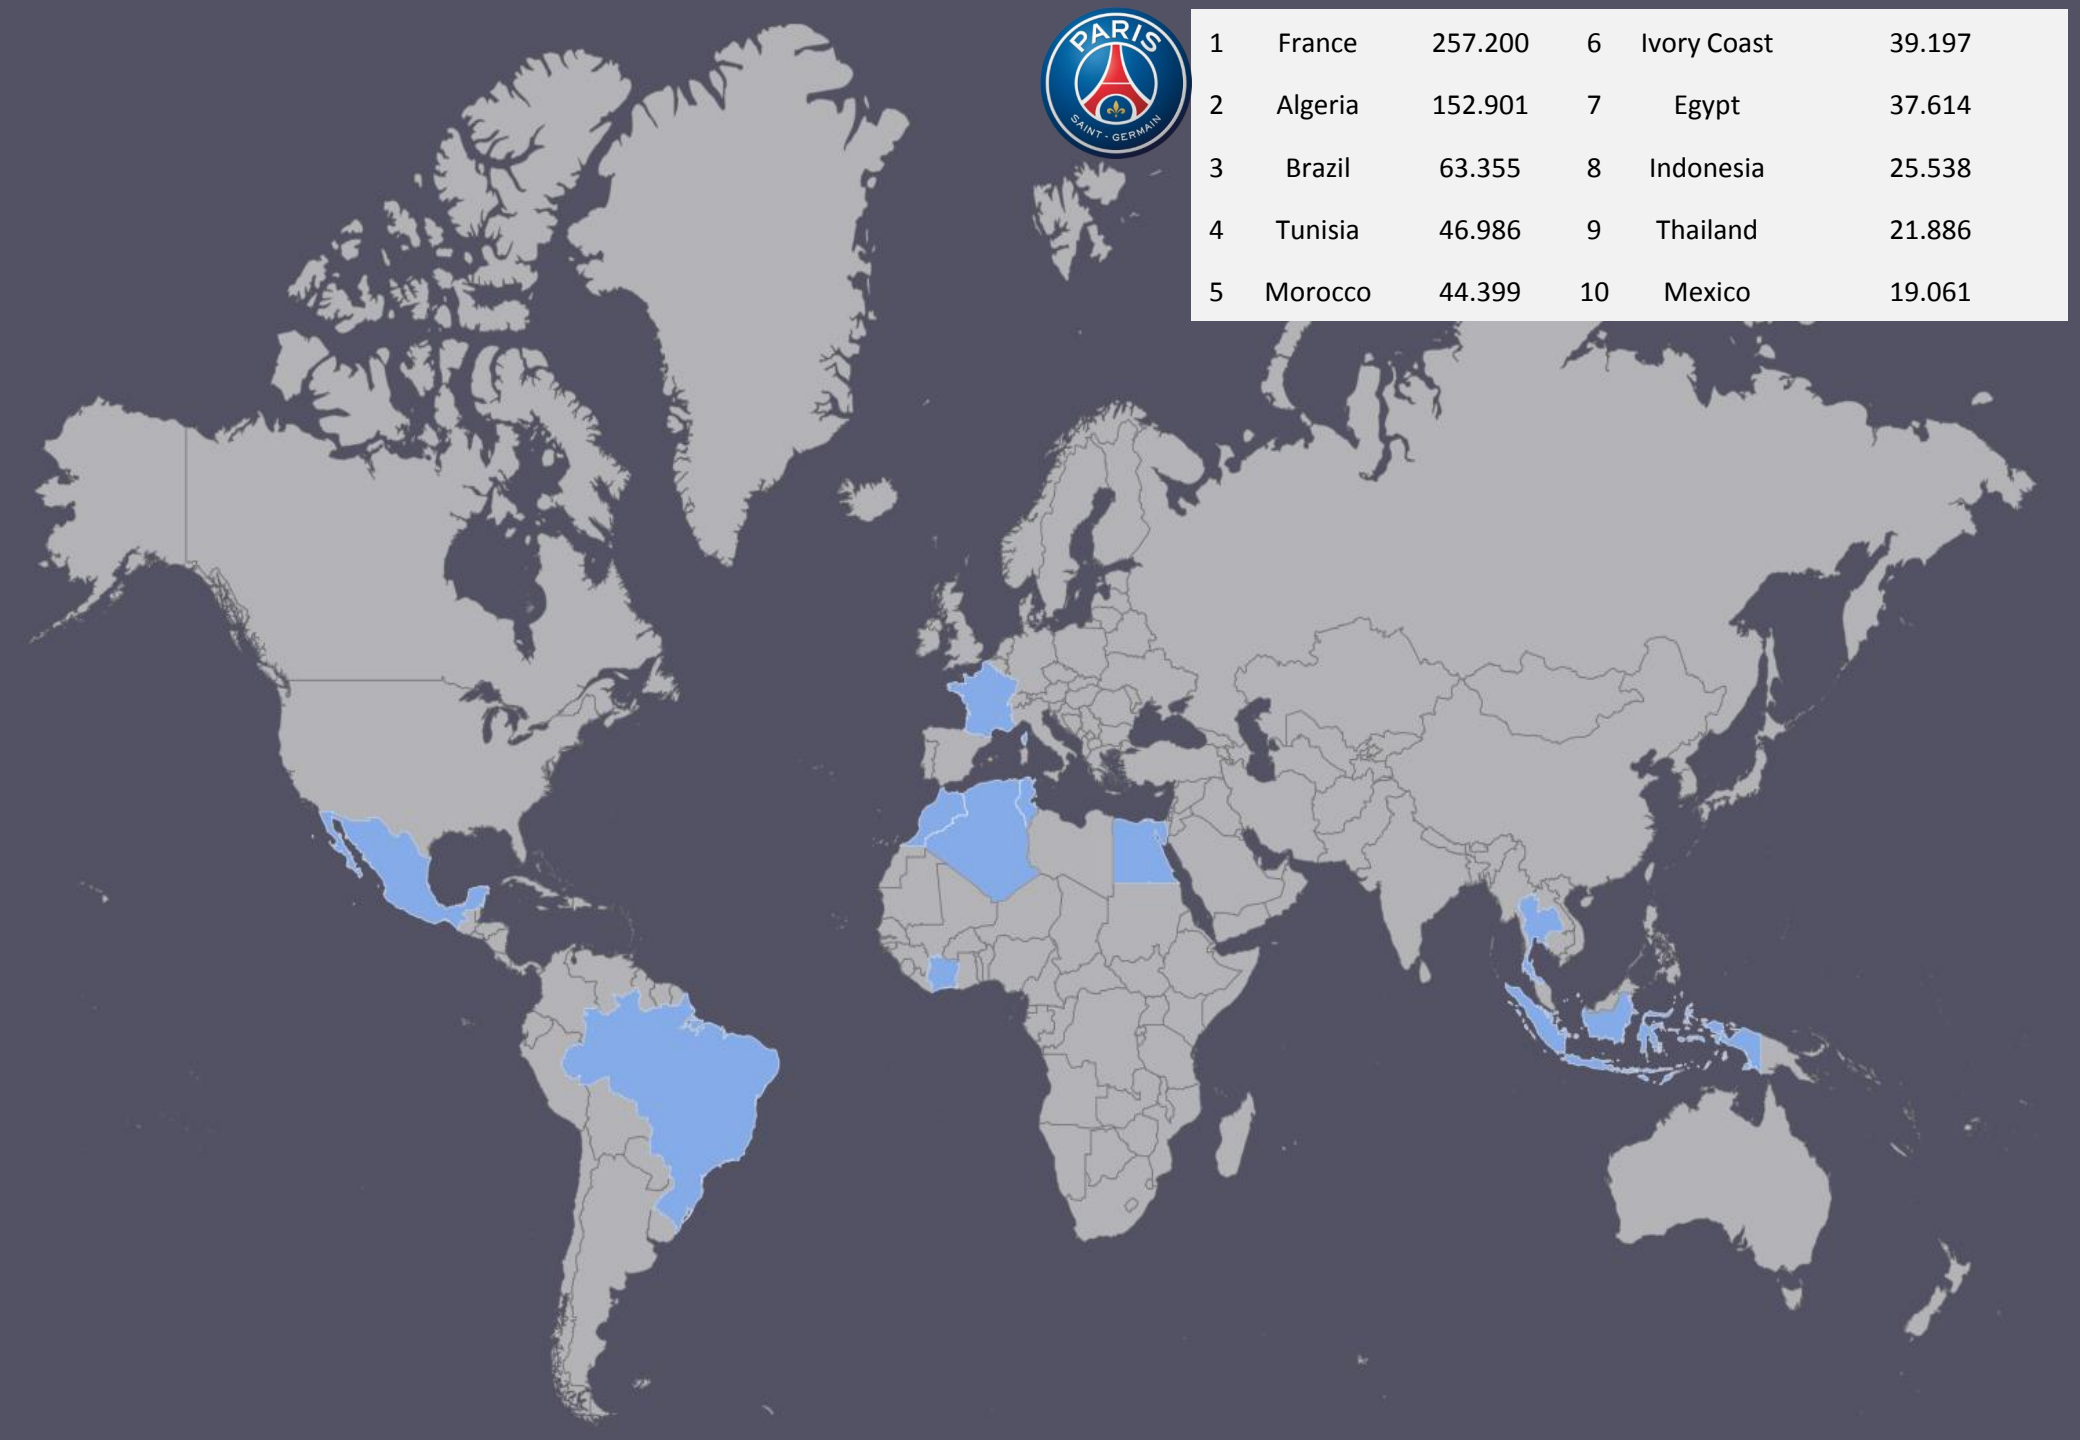 PARIS
SAINT-GERMAIN
1 France 257.200 6 Ivory Coast 39.197
2 Algeria 152.901 7 Egypt 37.614
3 Brazil 63.355 8 Indonesia 25.538
4 Tunisia 46.986 9 Thailand 21.886
5 Morocco 44.399 10 Mexico 19.061